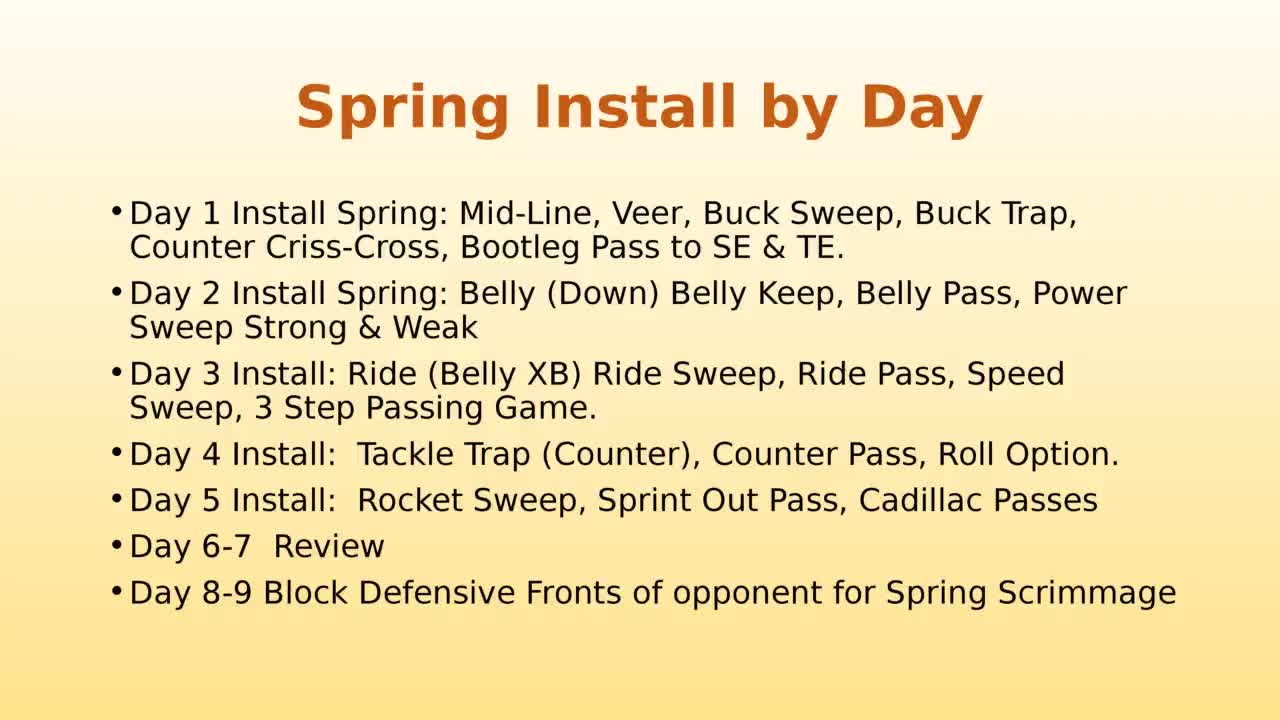 Spring Install by Day
•Day 1 Install Spring: Mid-Line, Veer, Buck Sweep, Buck Trap,
Counter Criss-Cross, Bootleg Pass to SE & TE.
•Day 2 Install Spring: Belly (Down) Belly Keep, Belly Pass, Power
Sweep Strong & Weak
•Day 3 Install: Ride (Belly XB) Ride Sweep, Ride Pass, Speed
Sweep, 3 Step Passing Game.
•Day 4 Install:  Tackle Trap (Counter), Counter Pass, Roll Option.
•Day 5 Install:  Rocket Sweep, Sprint Out Pass, Cadillac Passes
•Day 6-7  Review
•Day 8-9 Block Defensive Fronts of opponent for Spring Scrimmage